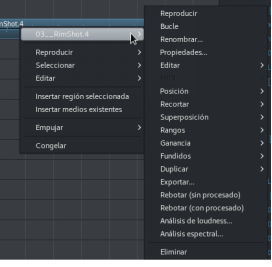 mShot.4
03__RimShot.4
Reproducir
Seleccionar
Editar
Insertar región seleccionada
Insertar medios existentes
Empujar
Congelar
Reproducir
Bucle
Renombrar...
Propiedades...
Editar
MIDI
Posición
Recortar
Superposición
Rangos
Ganancia
Fundidos
Duplicar
Exportar...
Rebotar (sin procesado)
Rebotar (con procesado)
Análisis de loudness...
Análisis espectral...
Eliminar